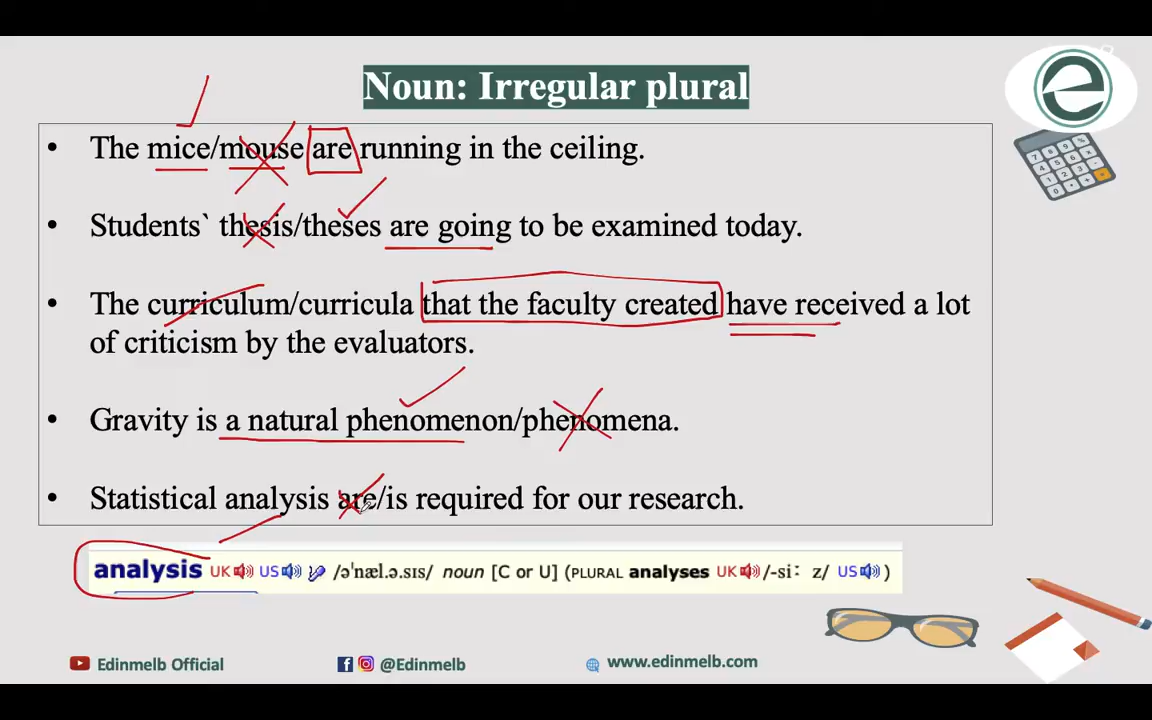 Noun: Irregular plural
• The mice/mouse are running in the ceiling.
• Students` thesis/theses are going to be examined today.
• The curriculum/curricula that the faculty created have received a lot
of criticism by the evaluators.
• Gravity is a natural phenomenon/phenomena.
• Statistical analysis are/is required for our research.
analysis UK US /əˈnæl.ə.sɪs/ noun [C or U] (PLURAL analyses UK /-siː z/ US )
Edinmelb Official @Edinmelb www.edinmelb.com